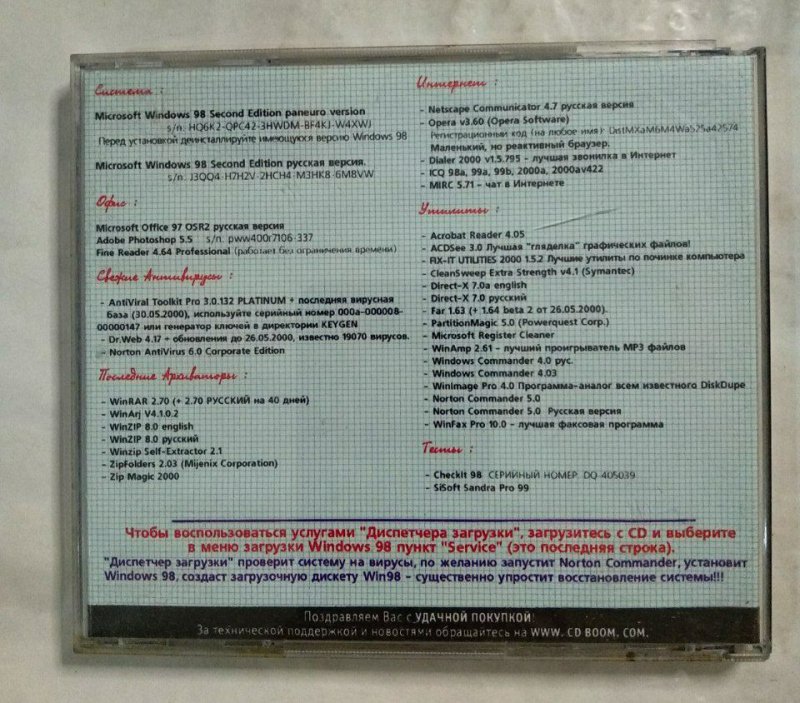 Система :
Microsoft Windows 98 Second Edition paneuro version
s/n. HQ6K2-QPC42-3HWDM-BF4KJ-W4XWJ
Перед установкой деинсталлируйте имеющуюся версию Windows 98
Microsoft Windows 98 Second Edition русская версия.
s/n. J3QQ4-H7H2V-2HCH4-M3HK8-6M8VW
Офис :
Microsoft Office 97 OSR2 русская версия
Adobe Photoshop 5.5 s/n. pww400r7106-337
Fine Reader 4.64 Professional (работает без ограничения времени)
Свежие Антивирусы :
- AntiViral Toolkit Pro 3.0.132 PLATINUM + последняя вирусная
база (30.05.2000), используйте серийный номер 000a-000008-
00000147 или генератор ключей в директории KEYGEN
- Dr.Web 4.17 + обновления до 26.05.2000, известно 19070 вирусов.
- Norton AntiVirus 6.0 Corporate Edition
Последние Архиваторы :
- WinRAR 2.70 (+ 2.70 РУССКИЙ на 40 дней)
- WinArj V4.1.0.2
- WinZIP 8.0 english
- WinZIP 8.0 русский
- Winzip Self-Extractor 2.1
- ZipFolders 2.03 (Mijenix Corporation)
- Zip Magic 2000
Интернет :
- Netscape Communicator 4.7 русская версия
- Opera v3.60 (Opera Software)
Регистрационный код (на любое имя): DistMXaM6M4Wa525a42574
Маленький, но реактивный браузер.
- Dialer 2000 v1.5.795 - лучшая звонилка в Интернет
- ICQ 98a, 99a, 99b, 2000a, 2000av422
- MIRC 5.71 - чат в Интернете
Утилиты :
- Acrobat Reader 4.05
- ACDSee 3.0 Лучшая "гляделка" графических файлов!
- FIX-IT UTILITIES 2000 1.5.2 Лучшие утилиты по починке компьютера
- CleanSweep Extra Strength v4.1 (Symantec)
- Direct-X 7.0a english
- Direct-X 7.0 русский
- Far 1.63 (+ 1.64 beta 2 от 26.05.2000).
- PartitionMagic 5.0 (Powerquest Corp.)
- Microsoft Register Cleaner
- WinAmp 2.61 - лучший проигрыватель MP3 файлов
- Windows Commander 4.0 рус.
- Windows Commander 4.03
- WinImage Pro 4.0 Программа-аналог всем известного DiskDupe
- Norton Commander 5.0
- Norton Commander 5.0 Русская версия
- WinFax Pro 10.0 - лучшая факсовая программа
Тесты :
- CheckIt 98 СЕРИЙНЫЙ НОМЕР: DQ 405039
- SiSoft Sandra Pro 99
Чтобы воспользоваться услугами "Диспетчера загрузки", загрузитесь с CD и выберите
в меню загрузки Windows 98 пункт "Service" (это последняя строка).
"Диспетчер загрузки" проверит систему на вирусы, по желанию запустит Norton Commander, установит
Windows 98, создаст загрузочную дискету Win98 - существенно упростит восстановление системы!!!
Поздравляем Вас с УДАЧНОЙ ПОКУПКОЙ.
За технической поддержкой и новостями обращайтесь на WWW. CD BOOM. COM.